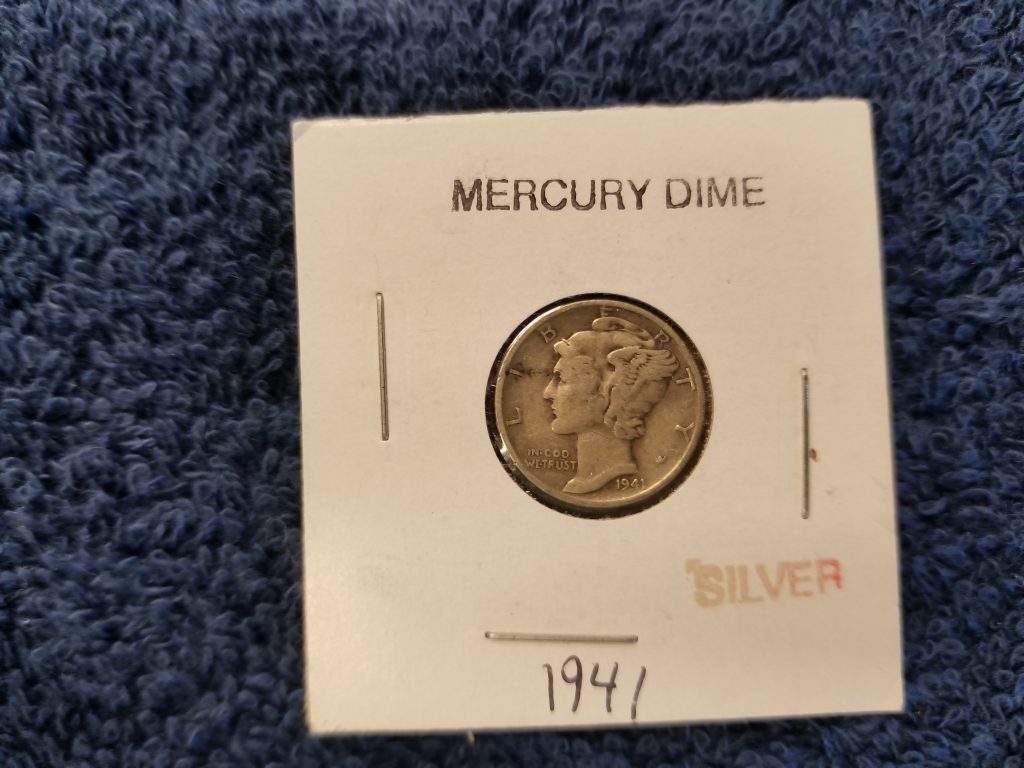 MERCURY DIME
LIBERTY
IN·GOD
WE·TRUST
1941
SILVER
1941